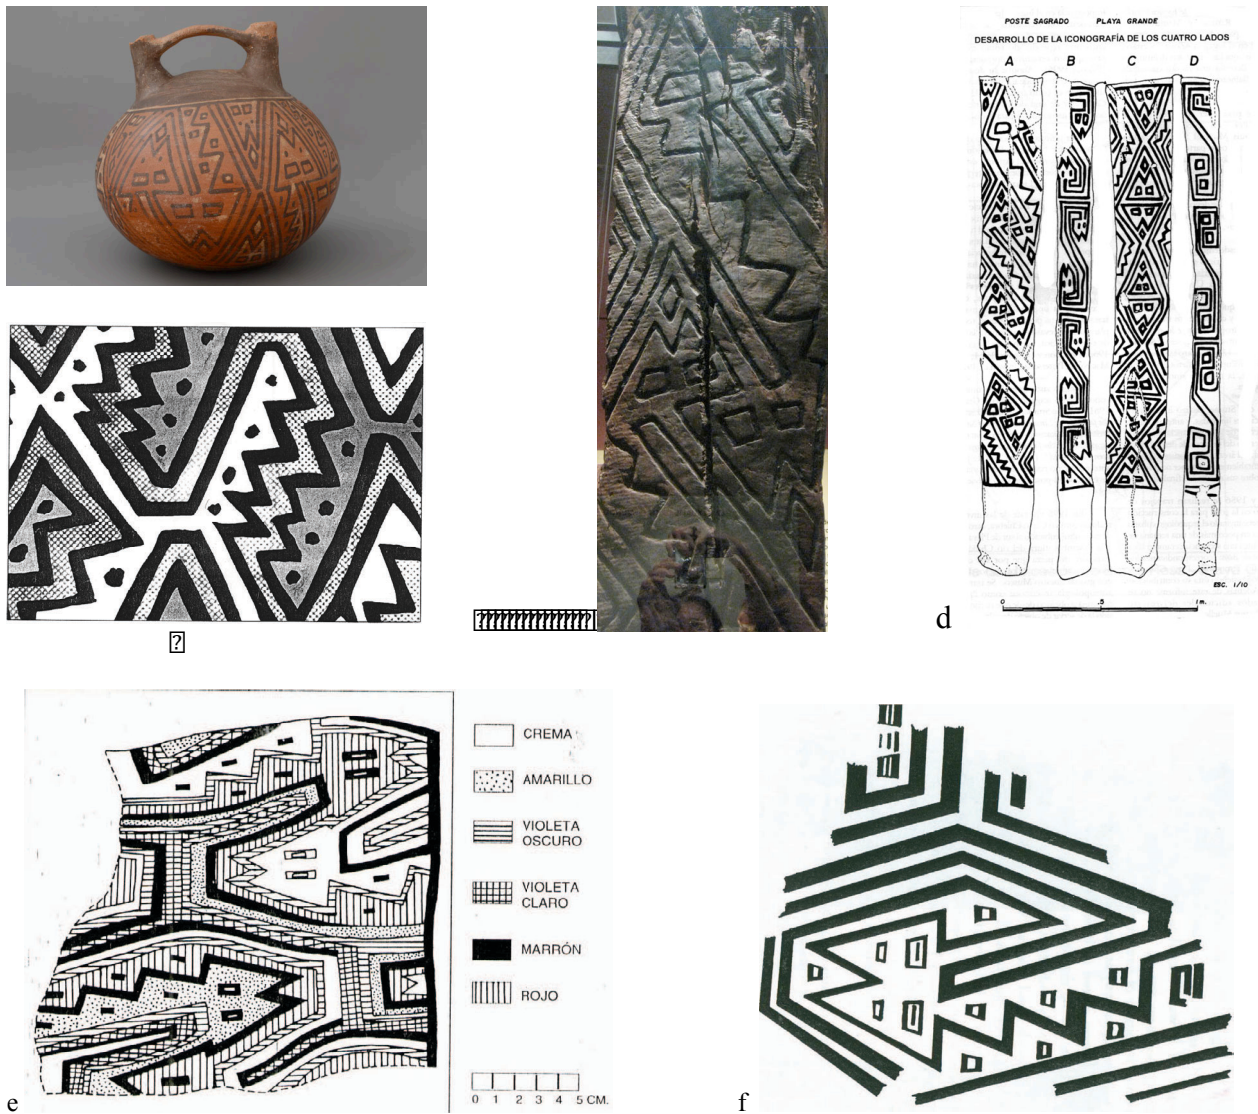 POSTE SAGRADO PLAYA GRANDE
DESARROLLO DE LA ICONOGRAFÍA DE LOS CUATRO LADOS
A B C D
ESC. 1/10
0 .5 1m.
d
CREMA
AMARILLO
VIOLETA
OSCURO
VIOLETA
CLARO
MARRÓN
ROJO
0 1 2 3 4 5 CM.
e
f